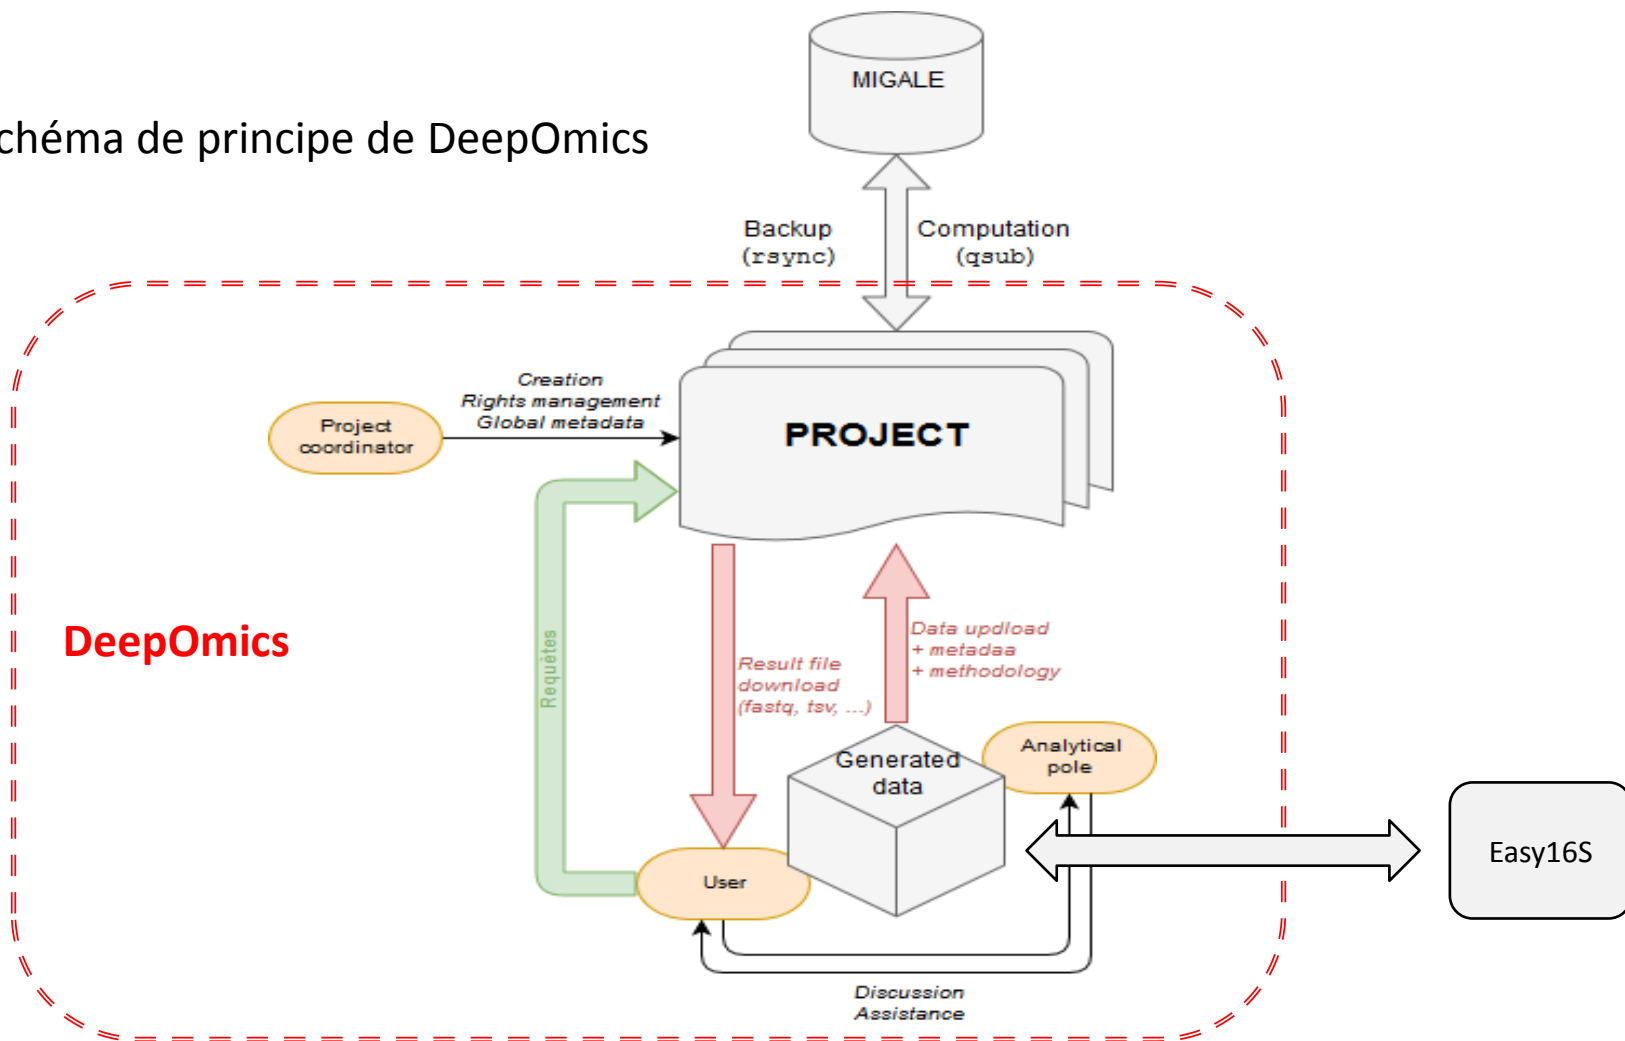 MIGALE
chéma de principe de DeepOmics
Backup
(rsync)
Computation
(qsub)
Creation
Rights management
Global metadata
Project
coordinator
PROJECT
DeepOmics
Requètes
Result file
download
(fastq, tsv, ...)
Data updload
+ metadaa
+ methodology
Generated
data
Analytical
pole
Easy16S
User
Discussion
Assistance